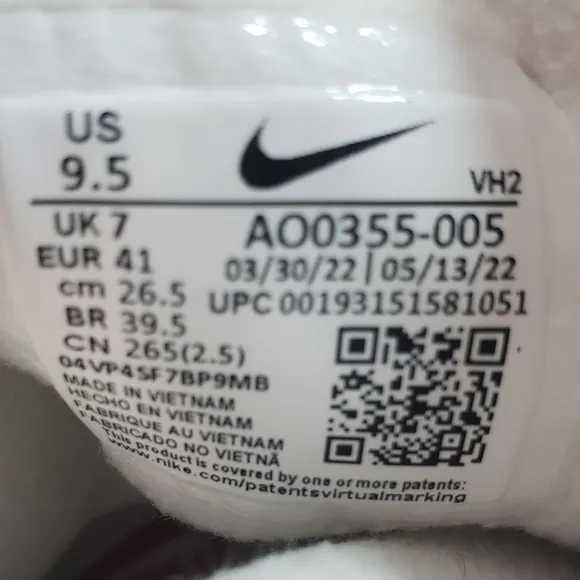 US
9.5
VH2
UK 7
EUR 41
cm 26.5
BR 39.5
CN 265(2.5)
AO0355-005
03/30/22 | 05/13/22
UPC 00193151581051
04VP4SF7BP9MB
MADE IN VIETNAM
HECHO EN VIETNAM
FABRIQUE AU VIETNAM
FABRICADO NO VIETNÃ
This product is covered by one or more patents:
www.nike.com/patentsvirtualmarking